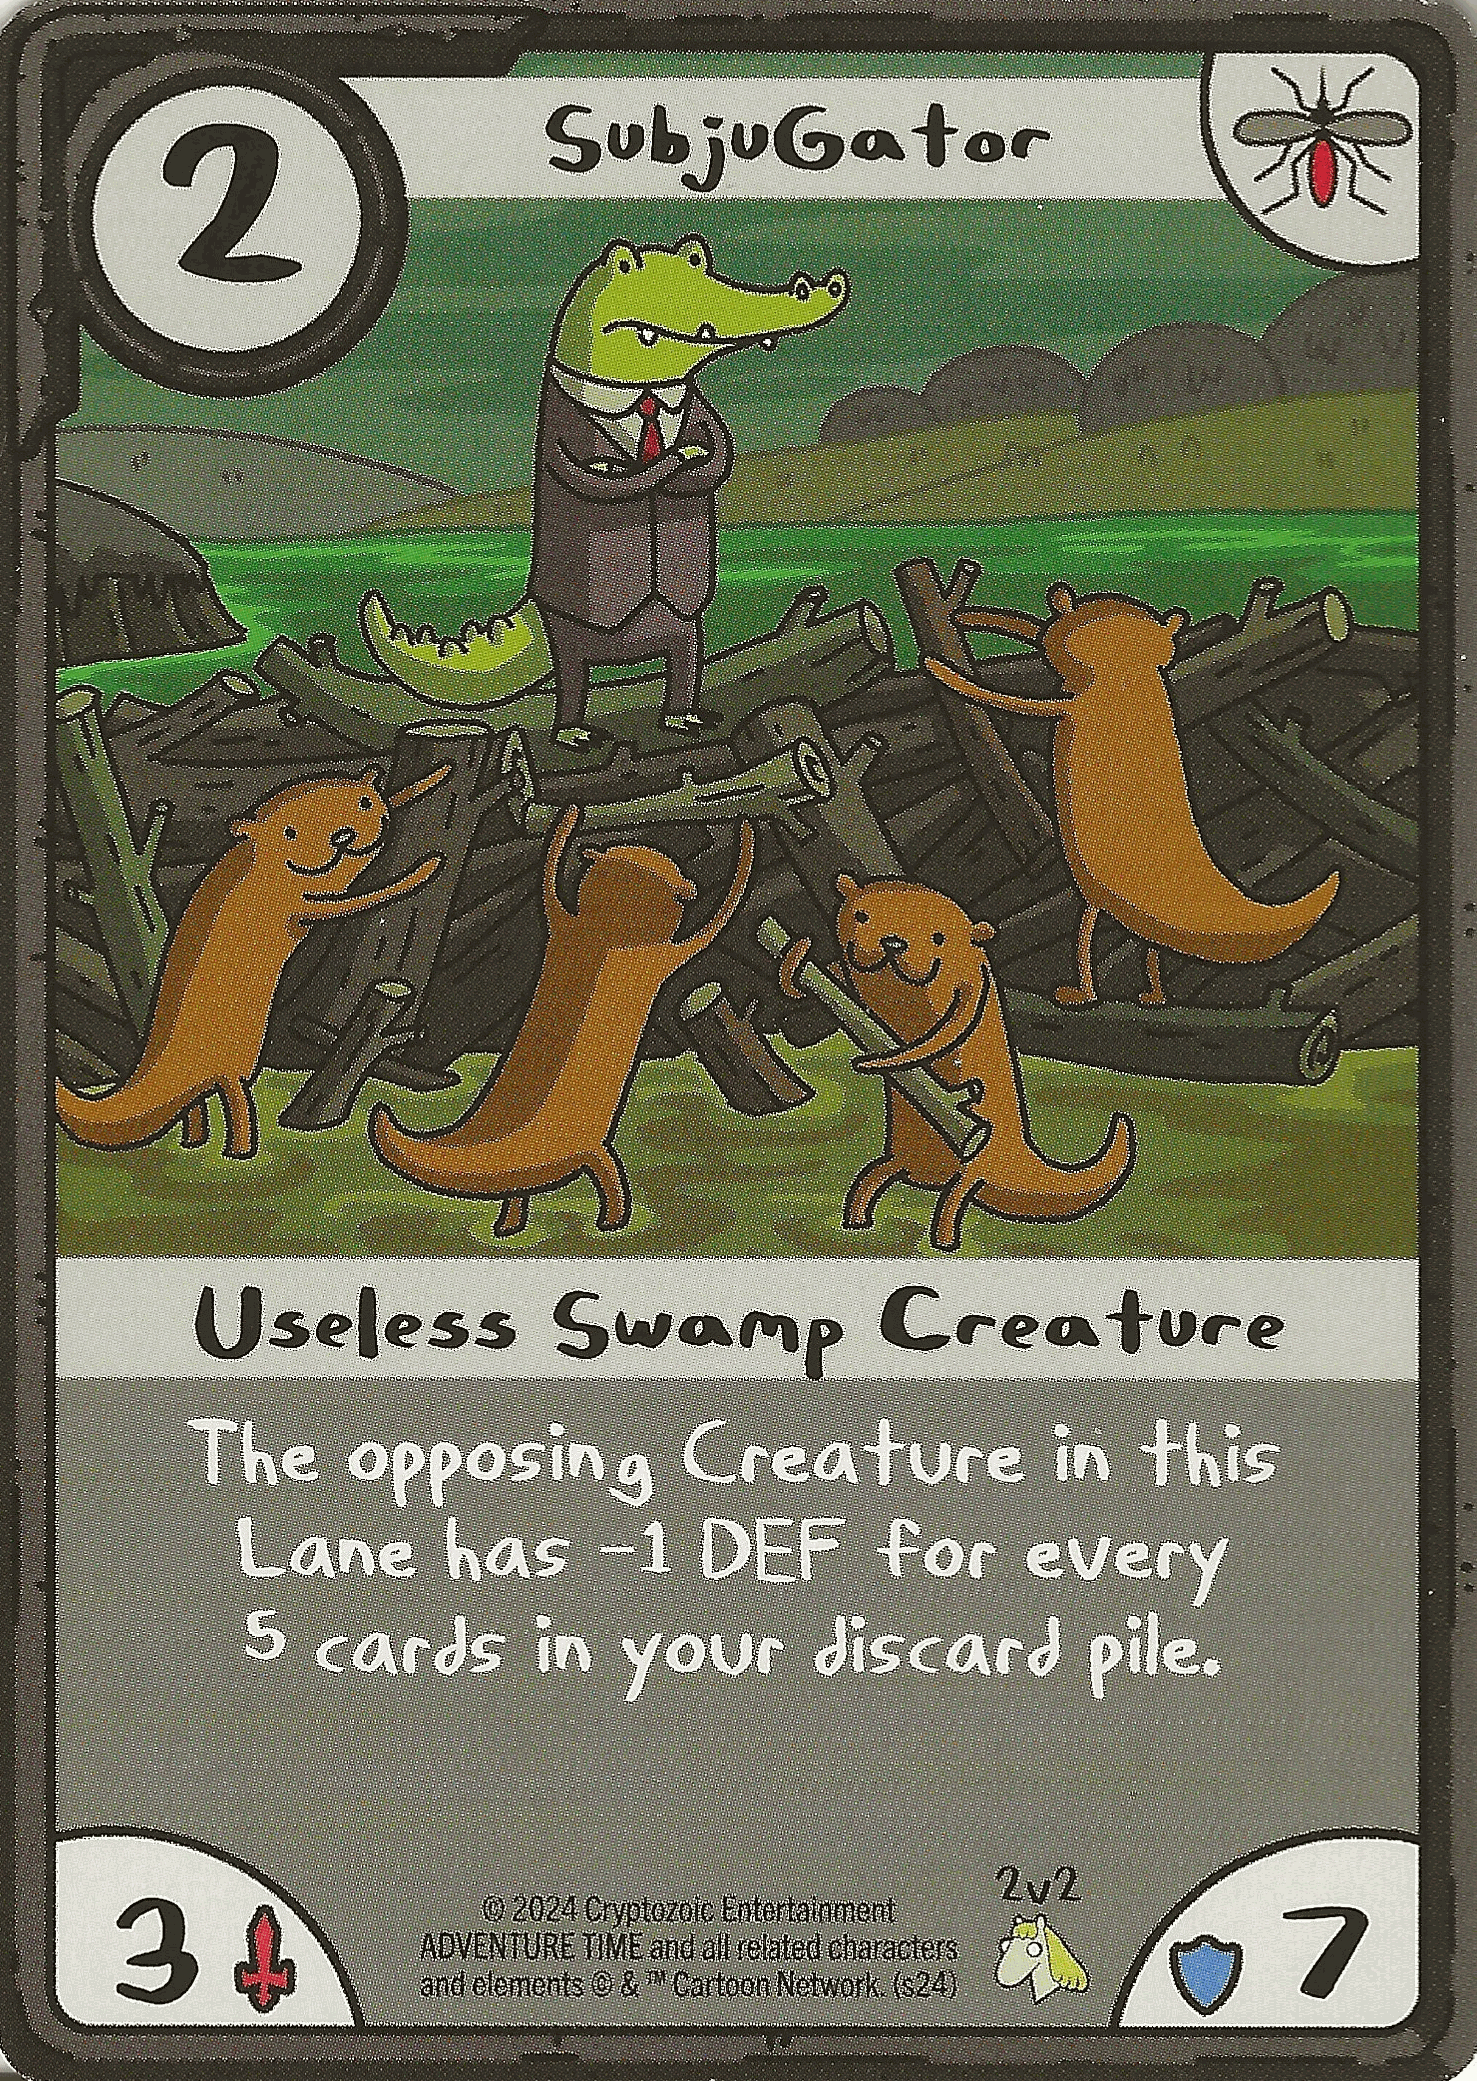 2
SubjuGator
Useless Swamp Creature
The opposing Creature in this
Lane has -1 DEF for every
5 cards in your discard pile.
3
© 2024 Cryptozoic Entertainment
ADVENTURE TIME and all related characters
and elements © & ™ Cartoon Network. (s24)
2v2
7